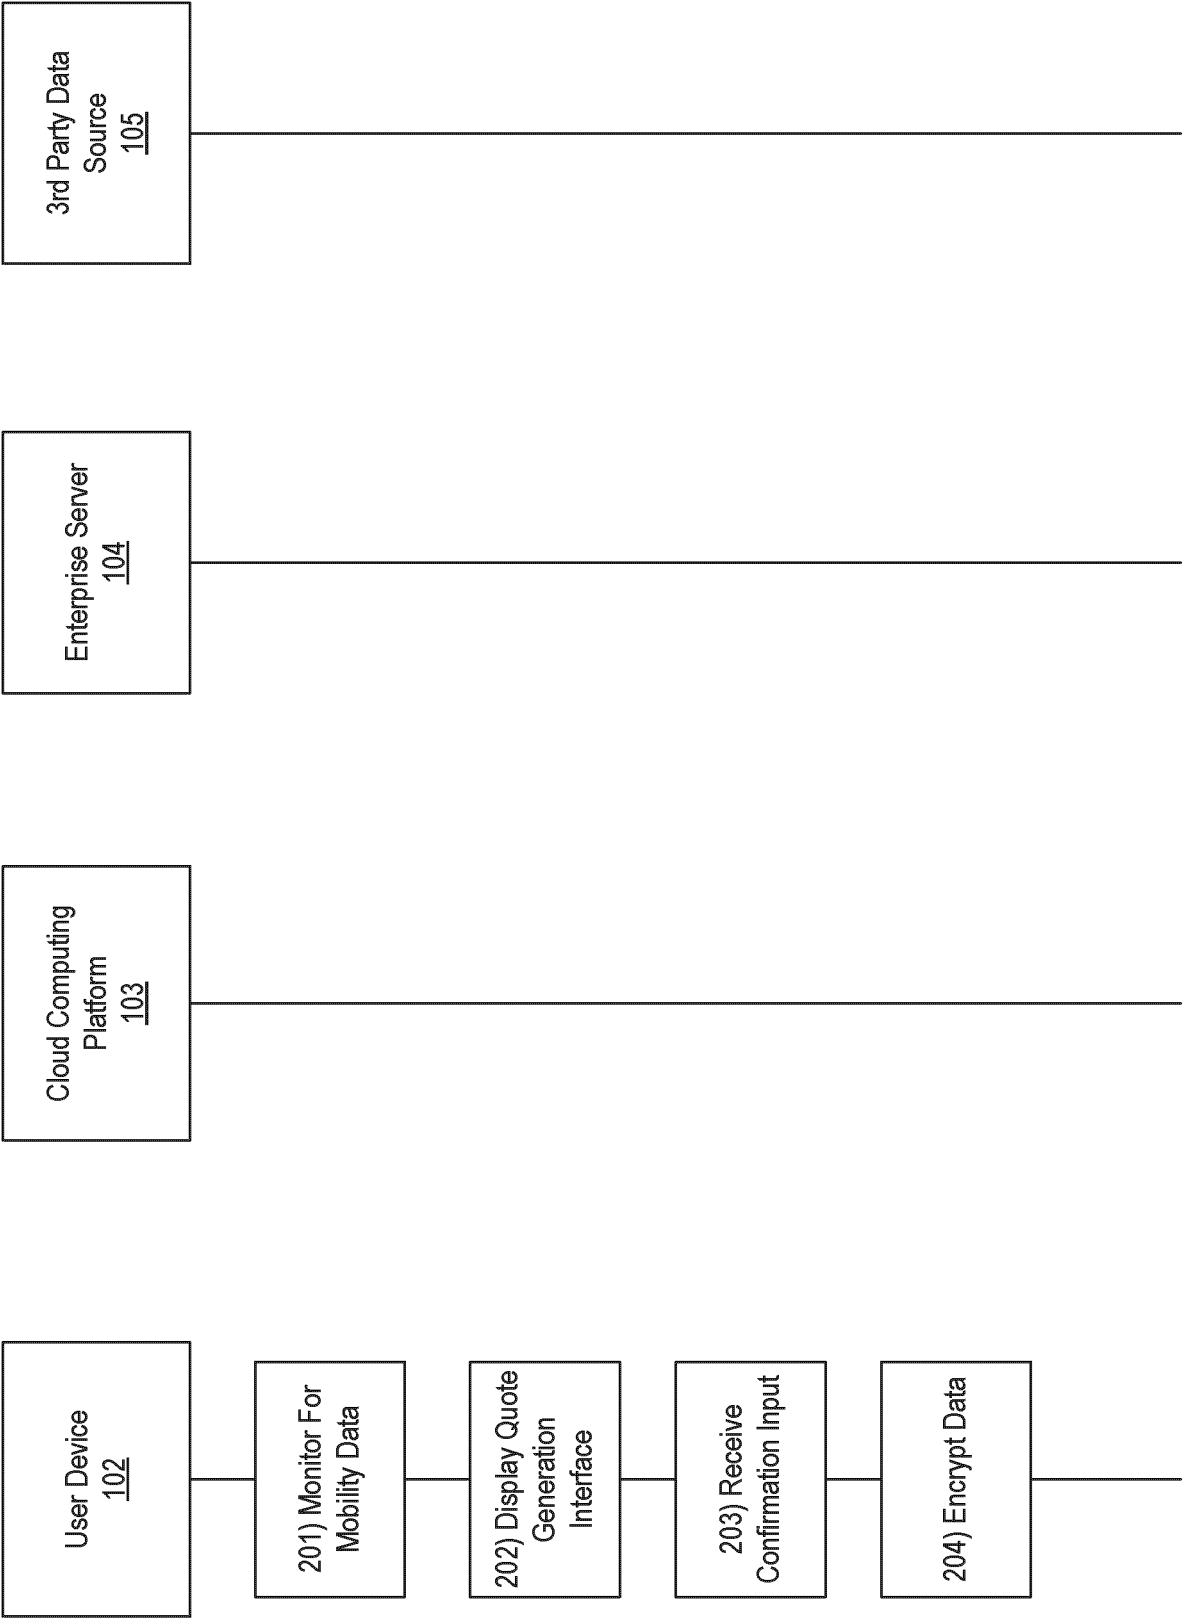 User Device
102
Cloud Computing
Platform
103
Enterprise Server
104
3rd Party Data
Source
105
201) Monitor For
Mobility Data
202) Display Quote
Generation
Interface
203) Receive
Confirmation Input
204) Encrypt Data